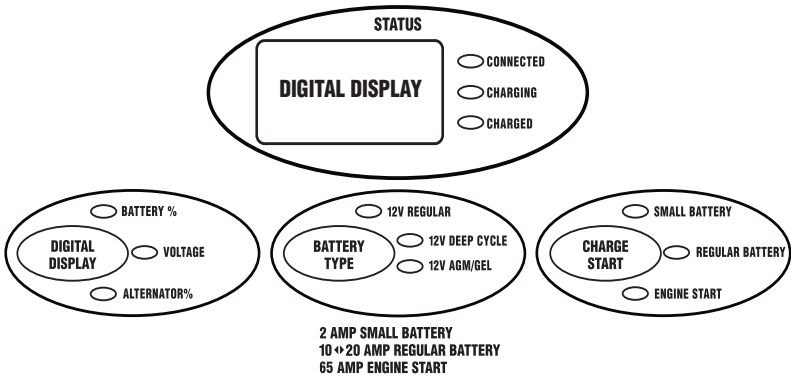 STATUS
DIGITAL DISPLAY
CONNECTED
CHARGING
CHARGED
BATTERY %
DIGITAL
DISPLAY
VOLTAGE
ALTERNATOR%
12V REGULAR
BATTERY
TYPE
12V DEEP CYCLE
12V AGM/GEL
SMALL BATTERY
CHARGE
START
REGULAR BATTERY
ENGINE START
2 AMP SMALL BATTERY
10◆20 AMP REGULAR BATTERY
65 AMP ENGINE START